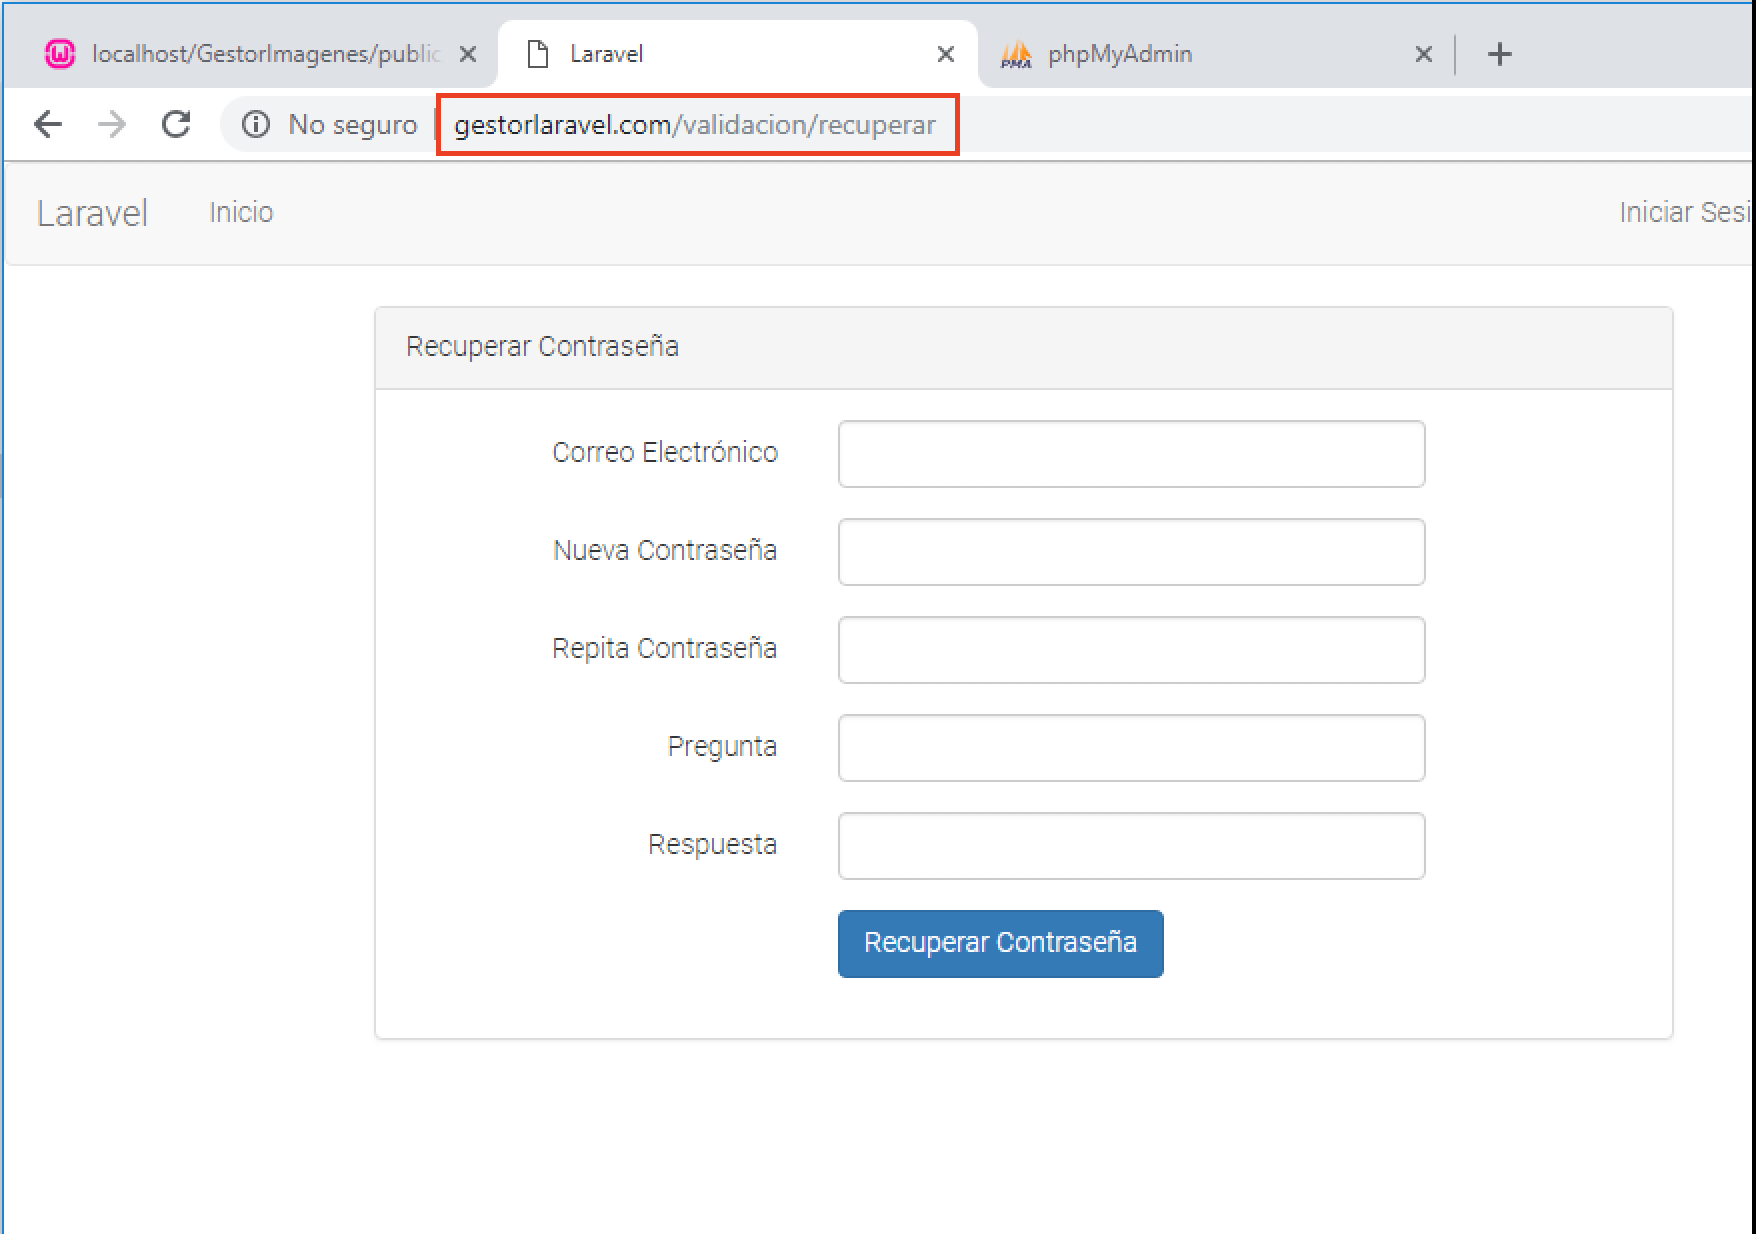 localhost/GestorImagenes/public
Laravel
phpMyAdmin
No seguro
gestorlaravel.com/validacion/recuperar
Laravel
Inicio
Iniciar Sesi
Recuperar Contraseña
Correo Electrónico
Nueva Contraseña
Repita Contraseña
Pregunta
Respuesta
Recuperar Contraseña